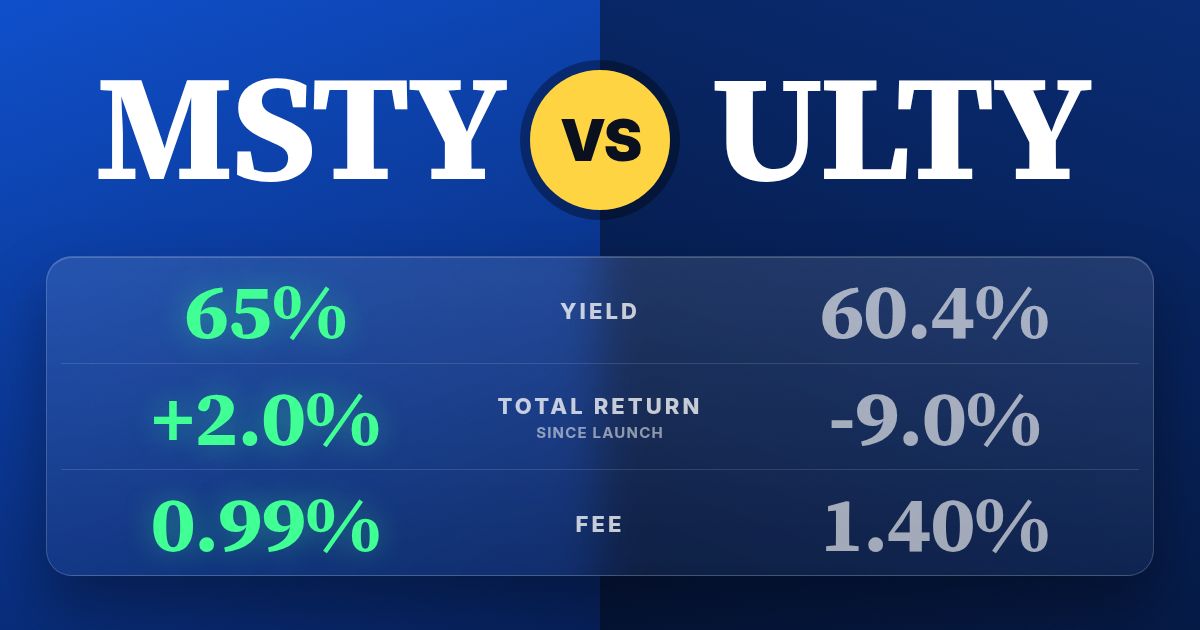 MSTY VS ULTY
65% YIELD 60.4%
+2.0% TOTAL RETURN -9.0%
SINCE LAUNCH
0.99% FEE 1.40%